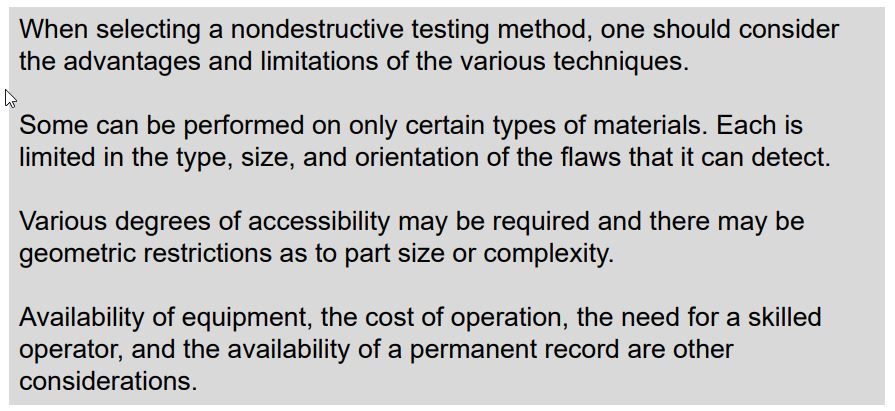 When selecting a nondestructive testing method, one should consider
the advantages and limitations of the various techniques.
Some can be performed on only certain types of materials. Each is
limited in the type, size, and orientation of the flaws that it can detect.
Various degrees of accessibility may be required and there may be
geometric restrictions as to part size or complexity.
Availability of equipment, the cost of operation, the need for a skilled
operator, and the availability of a permanent record are other
considerations.